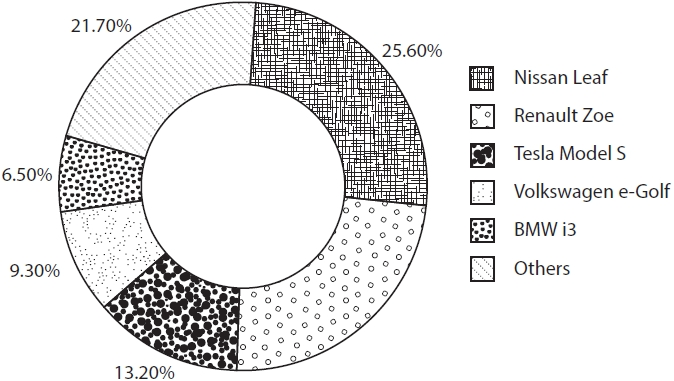 21.70%
25.60%
6.50%
9.30%
13.20%
Nissan Leaf
Renault Zoe
Tesla Model S
Volkswagen e-Golf
BMW i3
Others